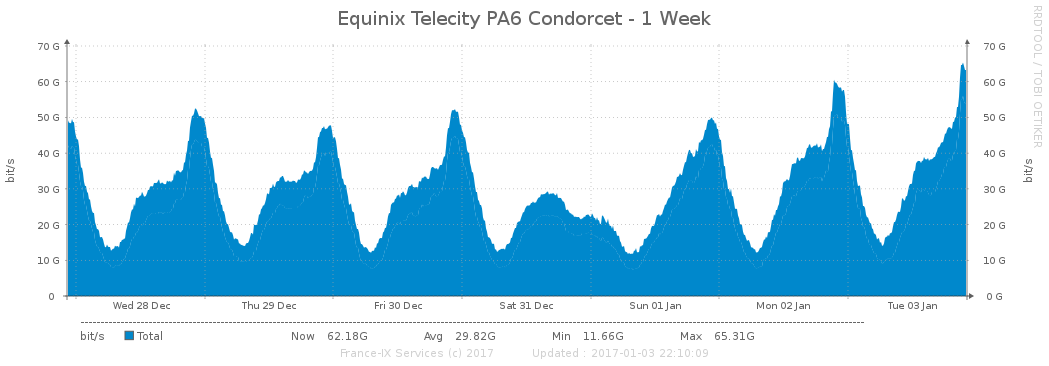 Equinix Telecity PA6 Condorcet - 1 Week
RRDTOOL / TOBI OETIKER
bit/s
70 G
60 G
50 G
40 G
30 G
20 G
10 G
0
70 G
60 G
50 G
40 G
30 G
20 G
10 G
0 G
bit/s
Wed 28 Dec Thu 29 Dec Fri 30 Dec Sat 31 Dec Sun 01 Jan Mon 02 Jan Tue 03 Jan
bit/s Total Now 62.18G Avg 29.82G Min 11.66G Max 65.31G
France-IX Services (c) 2017 Updated : 2017-01-03 22:10:09